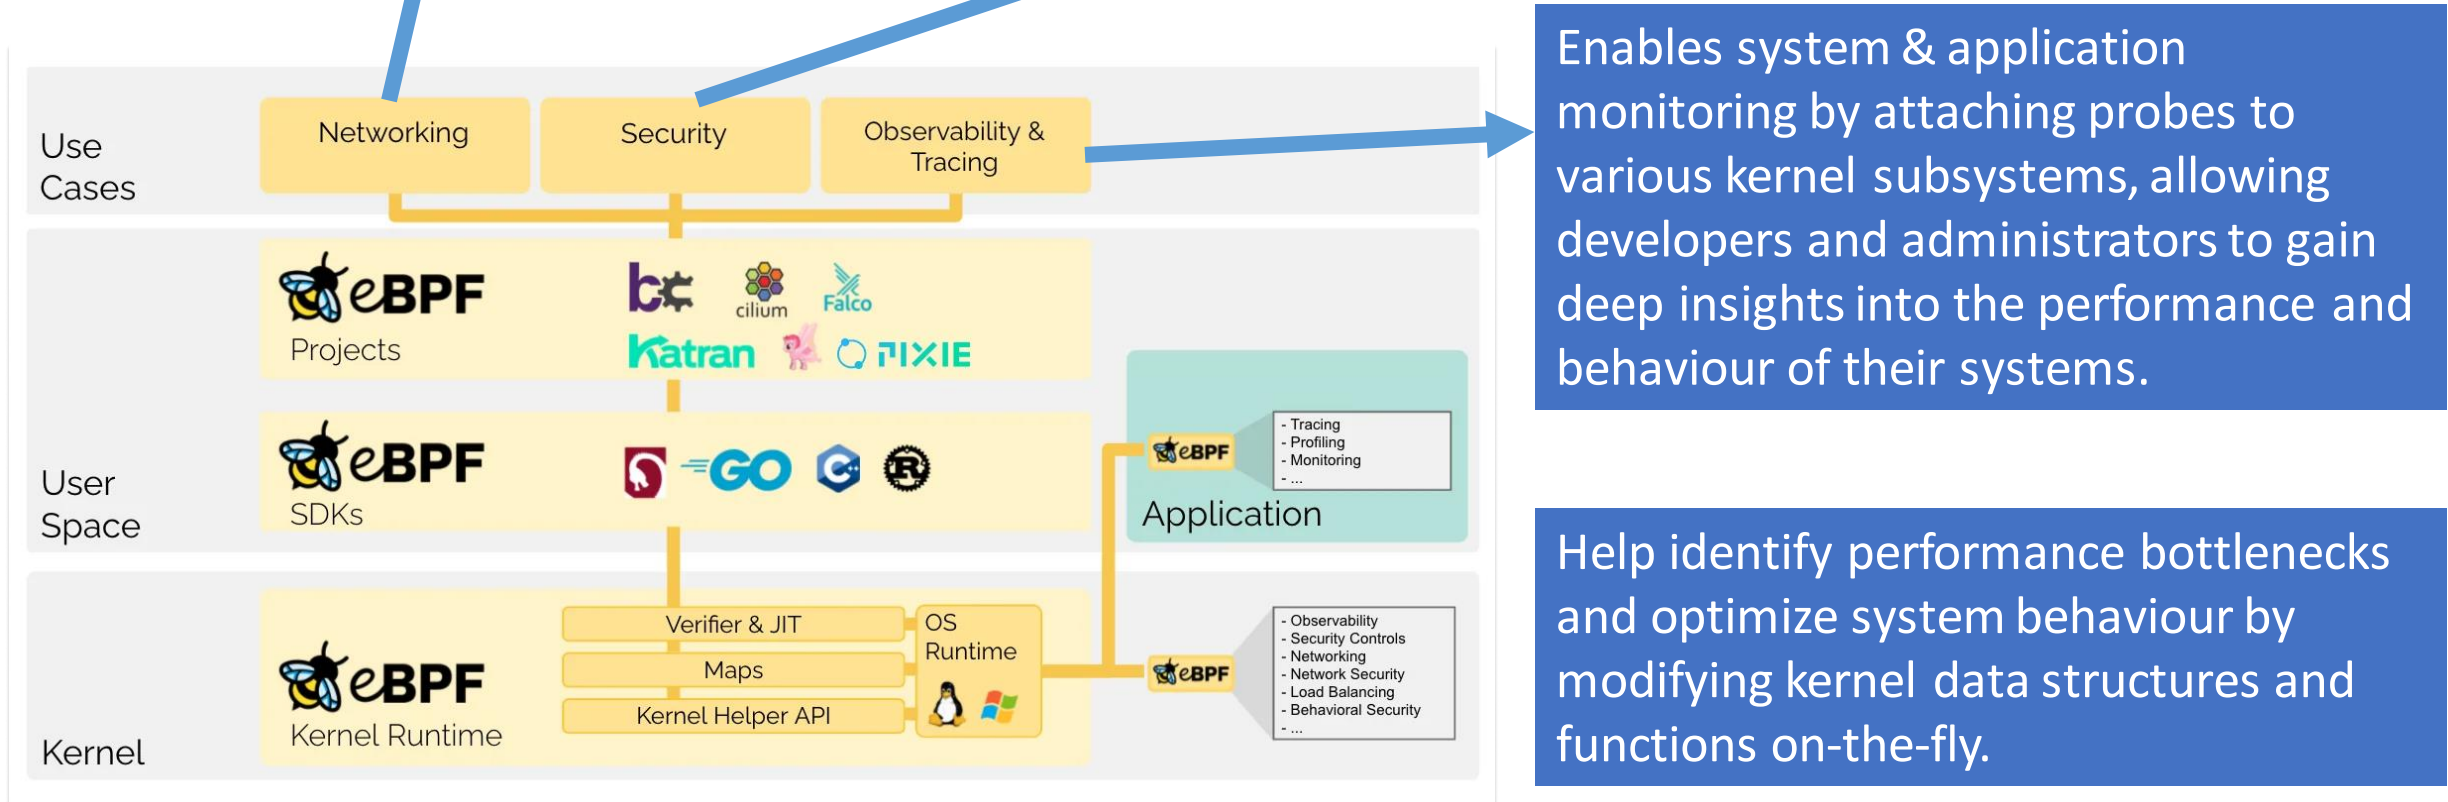 Use
Cases
Networking
Security
Observability &
Tracing
User
Space
eBPF
Projects
bc
cilium
Falco
Katran
PIXIE
eBPF
SDKs
GO
C++
R
eBPF
- Tracing
- Profiling
- Monitoring
- ...
Application
Kernel
eBPF
Kernel Runtime
Verifier & JIT
Maps
Kernel Helper API
OS
Runtime
eBPF
- Observability
- Security Controls
- Networking
- Network Security
- Load Balancing
- Behavioral Security
- ...
Enables system & application
monitoring by attaching probes to
various kernel subsystems, allowing
developers and administrators to gain
deep insights into the performance and
behaviour of their systems.
Help identify performance bottlenecks
and optimize system behaviour by
modifying kernel data structures and
functions on-the-fly.